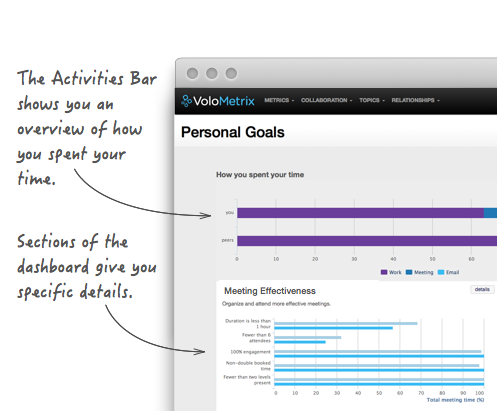 The Activities Bar
shows you an
overview of how
you spent your
time.
Sections of the
dashboard give you
specific details.
VoloMetrix METRICS COLLABORATION TOPICS RELATIONSHIPS
Personal Goals
How you spent your time
you
peers
0 10 20 30 40 50 60
Work Meeting Email
Meeting Effectiveness details
Organize and attend more effective meetings.
Duration is less than
1 hour
Fewer than 6
attendees
100% engagement
Non-double booked
time
Fewer than two levels
present
0 10 20 30 40 50 60 70 80 90 100
Total meeting time (%)